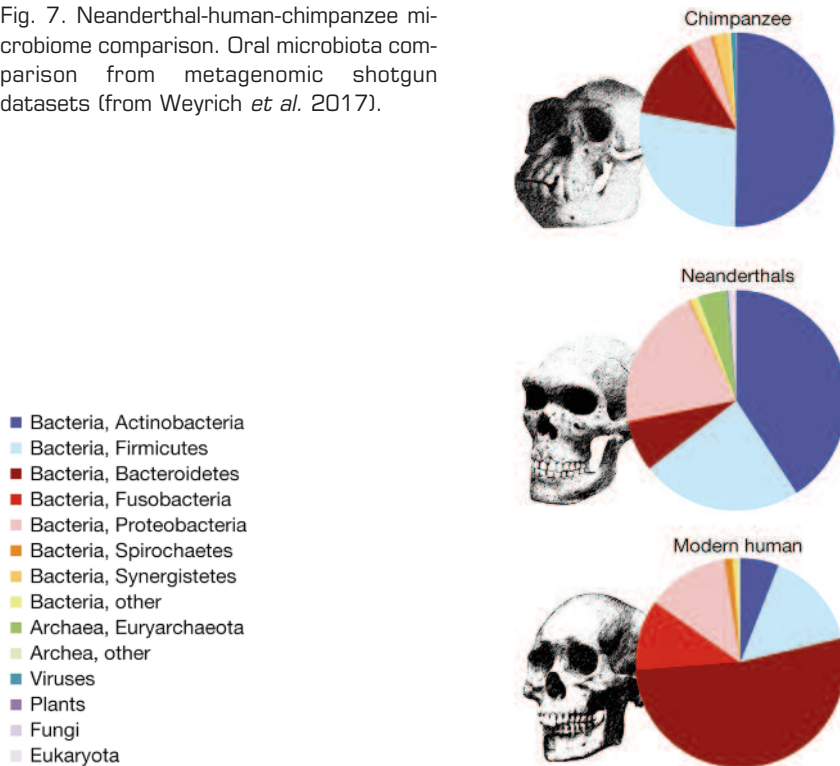 Fig. 7. Neanderthal-human-chimpanzee mi-
crobiome comparison. Oral microbiota com-
parison from metagenomic shotgun
datasets (from Weyrich et al. 2017).
Chimpanzee
Neanderthals
Modern human
Bacteria, Actinobacteria
Bacteria, Firmicutes
Bacteria, Bacteroidetes
Bacteria, Fusobacteria
Bacteria, Proteobacteria
Bacteria, Spirochaetes
Bacteria, Synergistetes
Bacteria, other
Archaea, Euryarchaeota
Archea, other
Viruses
Plants
Fungi
Eukaryota